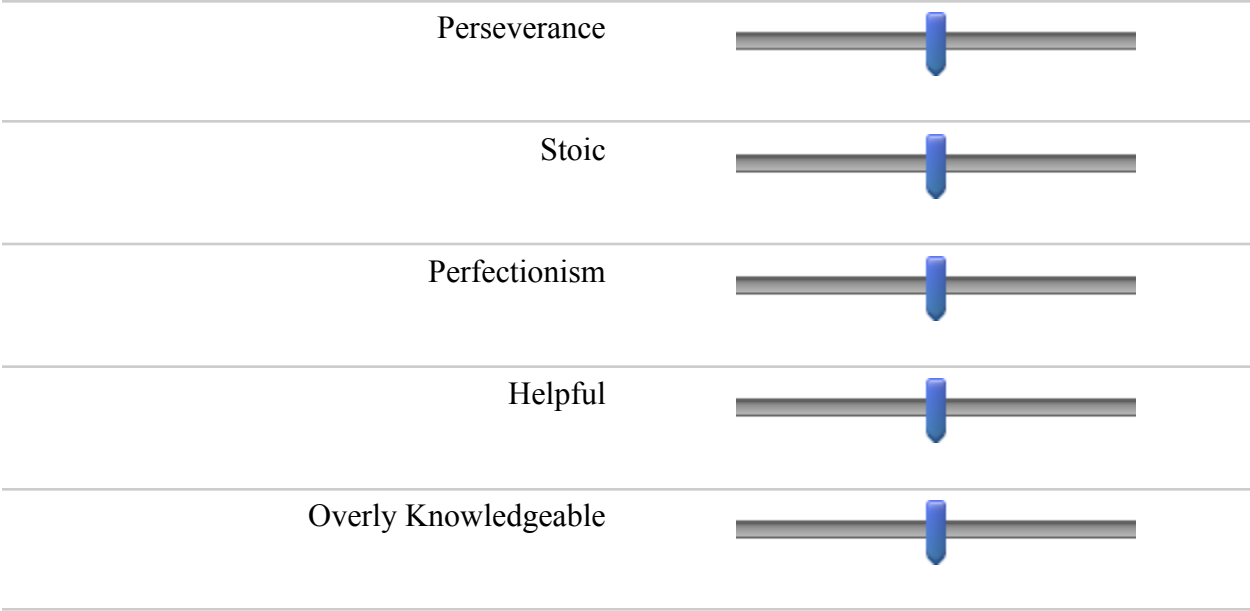 Perseverance
Stoic
Perfectionism
Helpful
Overly Knowledgeable